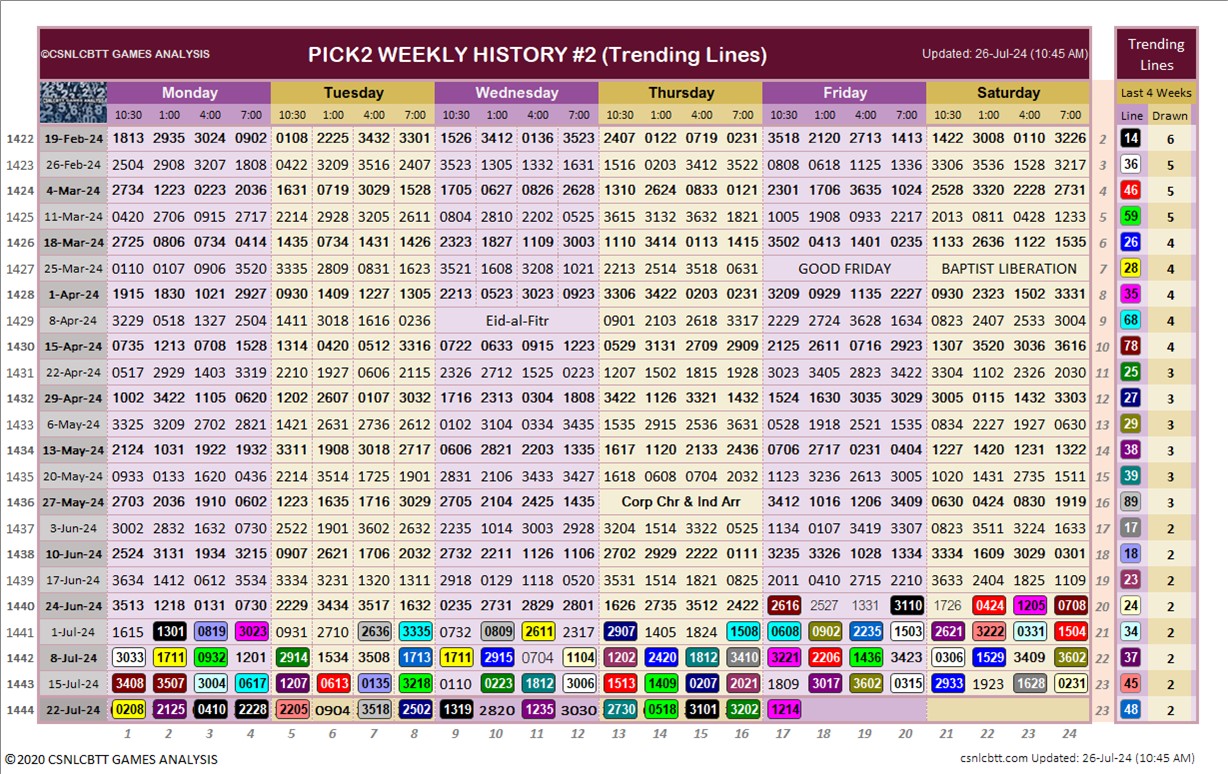 ©CSNLCBTT GAMES ANALYSIS PICK2 WEEKLY HISTORY #2 (Trending Lines) Updated: 26-Jul-24 (10:45 AM) Trending Lines
Monday Tuesday Wednesday Thursday Friday Saturday Last 4 Weeks
10:30 1:00 4:00 7:00 10:30 1:00 4:00 7:00 10:30 1:00 4:00 7:00 10:30 1:00 4:00 7:00 10:30 1:00 4:00 7:00 10:30 1:00 4:00 7:00 Line Drawn
1422 19-Feb-24 1813 2935 3024 0902 0108 2225 3432 3301 1526 3412 0136 3523 2407 0122 0719 0231 3518 2120 2713 1413 1422 3008 0110 3226 2 14 6
1423 26-Feb-24 2504 2908 3207 1808 0422 3209 3516 2407 3523 1305 1332 1631 1516 0203 3412 3522 0808 0618 1125 1336 3306 3536 1528 3217 3 36 5
1424 4-Mar-24 2734 1223 0223 2036 1631 0719 3029 1528 1705 0627 0826 2628 1310 2624 0833 0121 2301 1706 3635 1024 2528 3320 2228 2731 4 46 5
1425 11-Mar-24 0420 2706 0915 2717 2214 2928 3205 2611 0804 2810 2202 0525 3615 3132 3632 1821 1005 1908 0933 2217 2013 0811 0428 1233 5 59 5
1426 18-Mar-24 2725 0806 0734 0414 1435 0734 1431 1426 2323 1827 1109 3003 1110 3414 0113 1415 3502 0413 1401 0235 1133 2636 1122 1535 6 26 4
1427 25-Mar-24 0110 0107 0906 3520 3335 2809 0831 1623 3521 1608 3208 1021 2213 2514 3518 0631 GOOD FRIDAY BAPTIST LIBERATION 7 28 4
1428 1-Apr-24 1915 1830 1021 2927 0930 1409 1227 1303 2213 0523 3023 0923 3306 3422 0203 0231 3209 0929 1135 2227 0930 2323 1502 3331 8 35 4
1429 8-Apr-24 3229 0518 1327 2504 1411 3018 1616 0236 Eid-al-Fitr 0901 2103 2618 3317 2229 2724 3628 1634 0823 2407 2533 3004 9 68 4
1430 15-Apr-24 0735 1213 0708 1528 1314 0420 0512 3316 0722 0633 0915 1223 0529 3131 2709 2909 2125 2611 0716 2923 1307 3520 3036 3616 10 78 4
1431 22-Apr-24 0517 2929 1403 3319 2210 1927 0606 2115 2326 2712 1525 0223 1207 1502 1815 1928 3023 3405 2823 3422 3304 1102 2326 2030 11 25 3
1432 29-Apr-24 1002 3422 1105 0620 1202 2607 0107 3032 1716 2313 0304 1808 3422 1126 3321 1432 1524 1630 3035 3029 3005 0115 1432 3303 12 27 3
1433 6-May-24 3325 3209 2702 2821 1421 2631 2736 2612 0102 3104 0334 3435 1535 2915 2536 3631 0528 1918 2521 1535 0834 2227 1927 0630 13 29 3
1434 13-May-24 2124 1031 1922 1932 3311 1908 3018 2717 0606 2821 2203 1335 1617 1120 2133 2436 0706 2717 0231 0404 1227 1420 1231 1322 14 38 3
1435 20-May-24 0933 0133 1620 0436 2214 3514 1725 1903 2831 2103 3433 3427 1618 0608 5704 2032 1123 3236 2613 3005 1020 1431 2735 1511 15 39 3
1436 27-May-24 2703 2036 1910 0602 1223 1635 1716 3029 2705 2104 2425 1435 Corp Chr & Ind Arr 3412 1016 1206 3409 0630 0424 0830 1919 16 89 3
1437 3-Jun-24 3002 2832 1632 0730 2522 1901 3602 2632 2235 1014 3003 2928 3204 1514 3322 0525 1134 0107 3419 3307 0823 3511 3224 1633 17 17 2
1438 10-Jun-24 2524 3131 1934 3215 0907 2621 1706 2032 2732 2211 1126 1106 2702 2929 2222 0111 3235 3326 1028 1334 3334 1609 3029 0301 18 18 2
1439 17-Jun-24 3634 1412 0612 3534 3334 3231 1320 1311 2918 0129 1118 0520 3531 1514 1821 0825 2011 0410 2715 2210 3633 2404 1825 1109 19 23 2
1440 24-Jun-24 3513 1218 0131 0730 2229 3434 3517 1632 0235 2731 2829 2801 1626 2735 3512 2422 2616 2527 1331 3110 1726 0424 1205 0708 20 24 2
1441 1-Jul-24 1615 1301 0819 3023 0931 2710 2636 3335 0732 0809 2611 2317 2907 1405 1824 1508 0608 0902 2235 1503 2621 3222 0331 1504 21 34 2
1442 8-Jul-24 3033 1711 0932 1201 2914 1534 3508 1713 1711 2915 0704 1104 1202 2420 1812 3410 3221 2206 1436 3423 0306 1529 3409 3602 22 37 2
1443 15-Jul-24 3408 3507 3004 0617 1207 0613 0135 3218 0110 0223 1812 3006 1513 1409 0207 2021 1809 3017 3602 0315 2933 1923 1628 0231 23 45 2
1444 22-Jul-24 0208 2125 0410 2228 2205 0904 3518 2502 1319 2820 1235 3030 2730 0518 3101 3202 1214 23 48 2
1 2 3 4 5 6 7 8 9 10 11 12 13 14 15 16 17 18 19 20 21 22 23 24
©2020 CSNLCBTT GAMES ANALYSIS csnlcbtt.com Updated: 26-Jul-24 (10:45 AM)